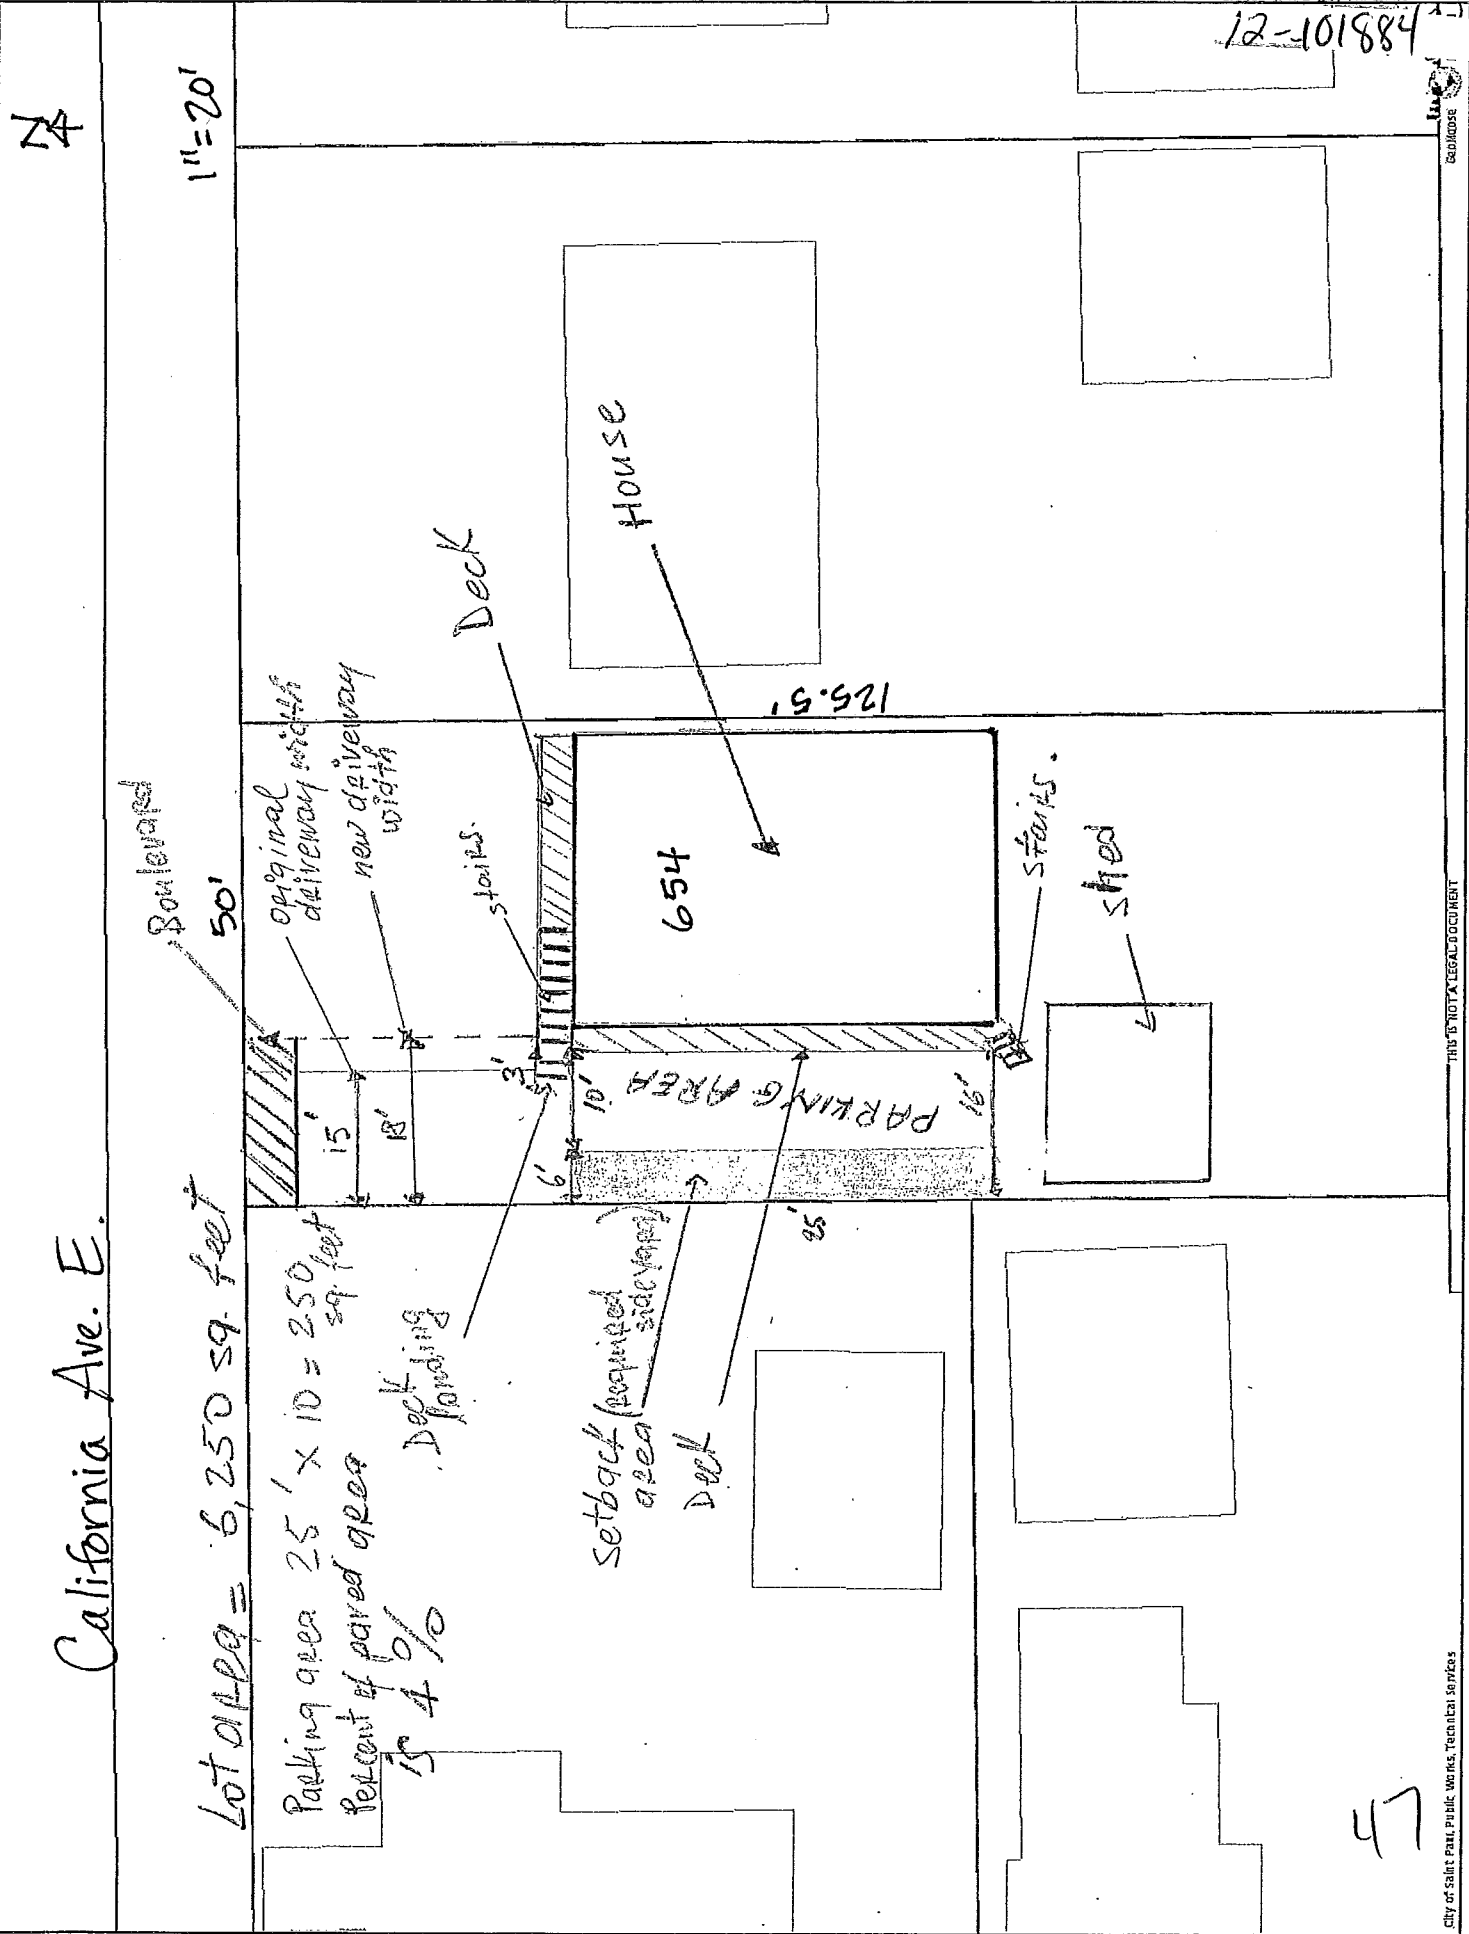 California Ave. E.
N
12-101884
1"=20'
Lot area = 6,250 sq. feet
50'
Boulevard
Parking area 25' x 10 = 250
sq. feet
Percent of paved area
is 4%
original
driveway width
new driveway
width
15'
18'
Deck
landing
3'
stairs.
Deck
6'
10'
House
654
125.5'
Setback (required
area sideyard)
Deck
PARKING AREA
25'
16'
stairs.
shed
47
City of Saint Paul, Public Works, Technical Services
THIS IS NOT A LEGAL DOCUMENT
GeoMoose